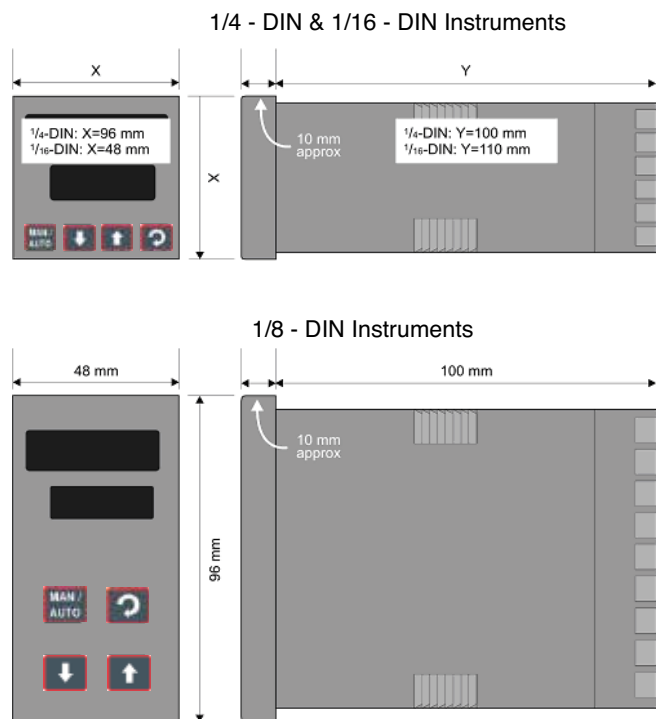 1/4 - DIN & 1/16 - DIN Instruments
X
Y
1/4-DIN: X=96 mm
1/16-DIN: X=48 mm
10 mm
approx
1/4-DIN: Y=100 mm
1/16-DIN: Y=110 mm
X
MAN/
AUTO
1/8 - DIN Instruments
48 mm
100 mm
10 mm
approx
96 mm
MAN/
AUTO